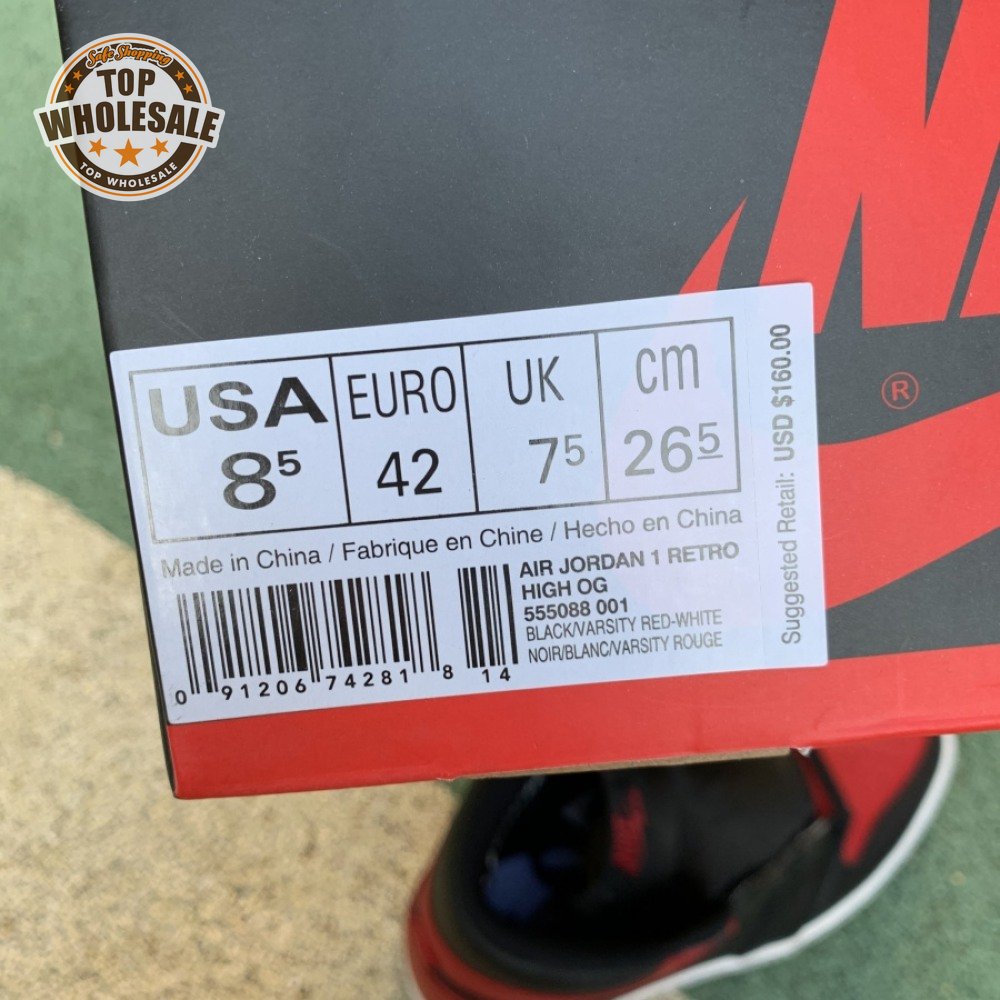 Safe Shopping
TOP
WHOLESALE
TOP WHOLESALE
NI
®
USA EURO UK cm
8⁵ 42 7⁵ 26⁵
Made in China / Fabrique en Chine / Hecho en China
AIR JORDAN 1 RETRO
HIGH OG
555088 001
BLACK/VARSITY RED-WHITE
NOIR/BLANC/VARSITY ROUGE
0 91206 74281 8 14
Suggested Retail: USD $160.00